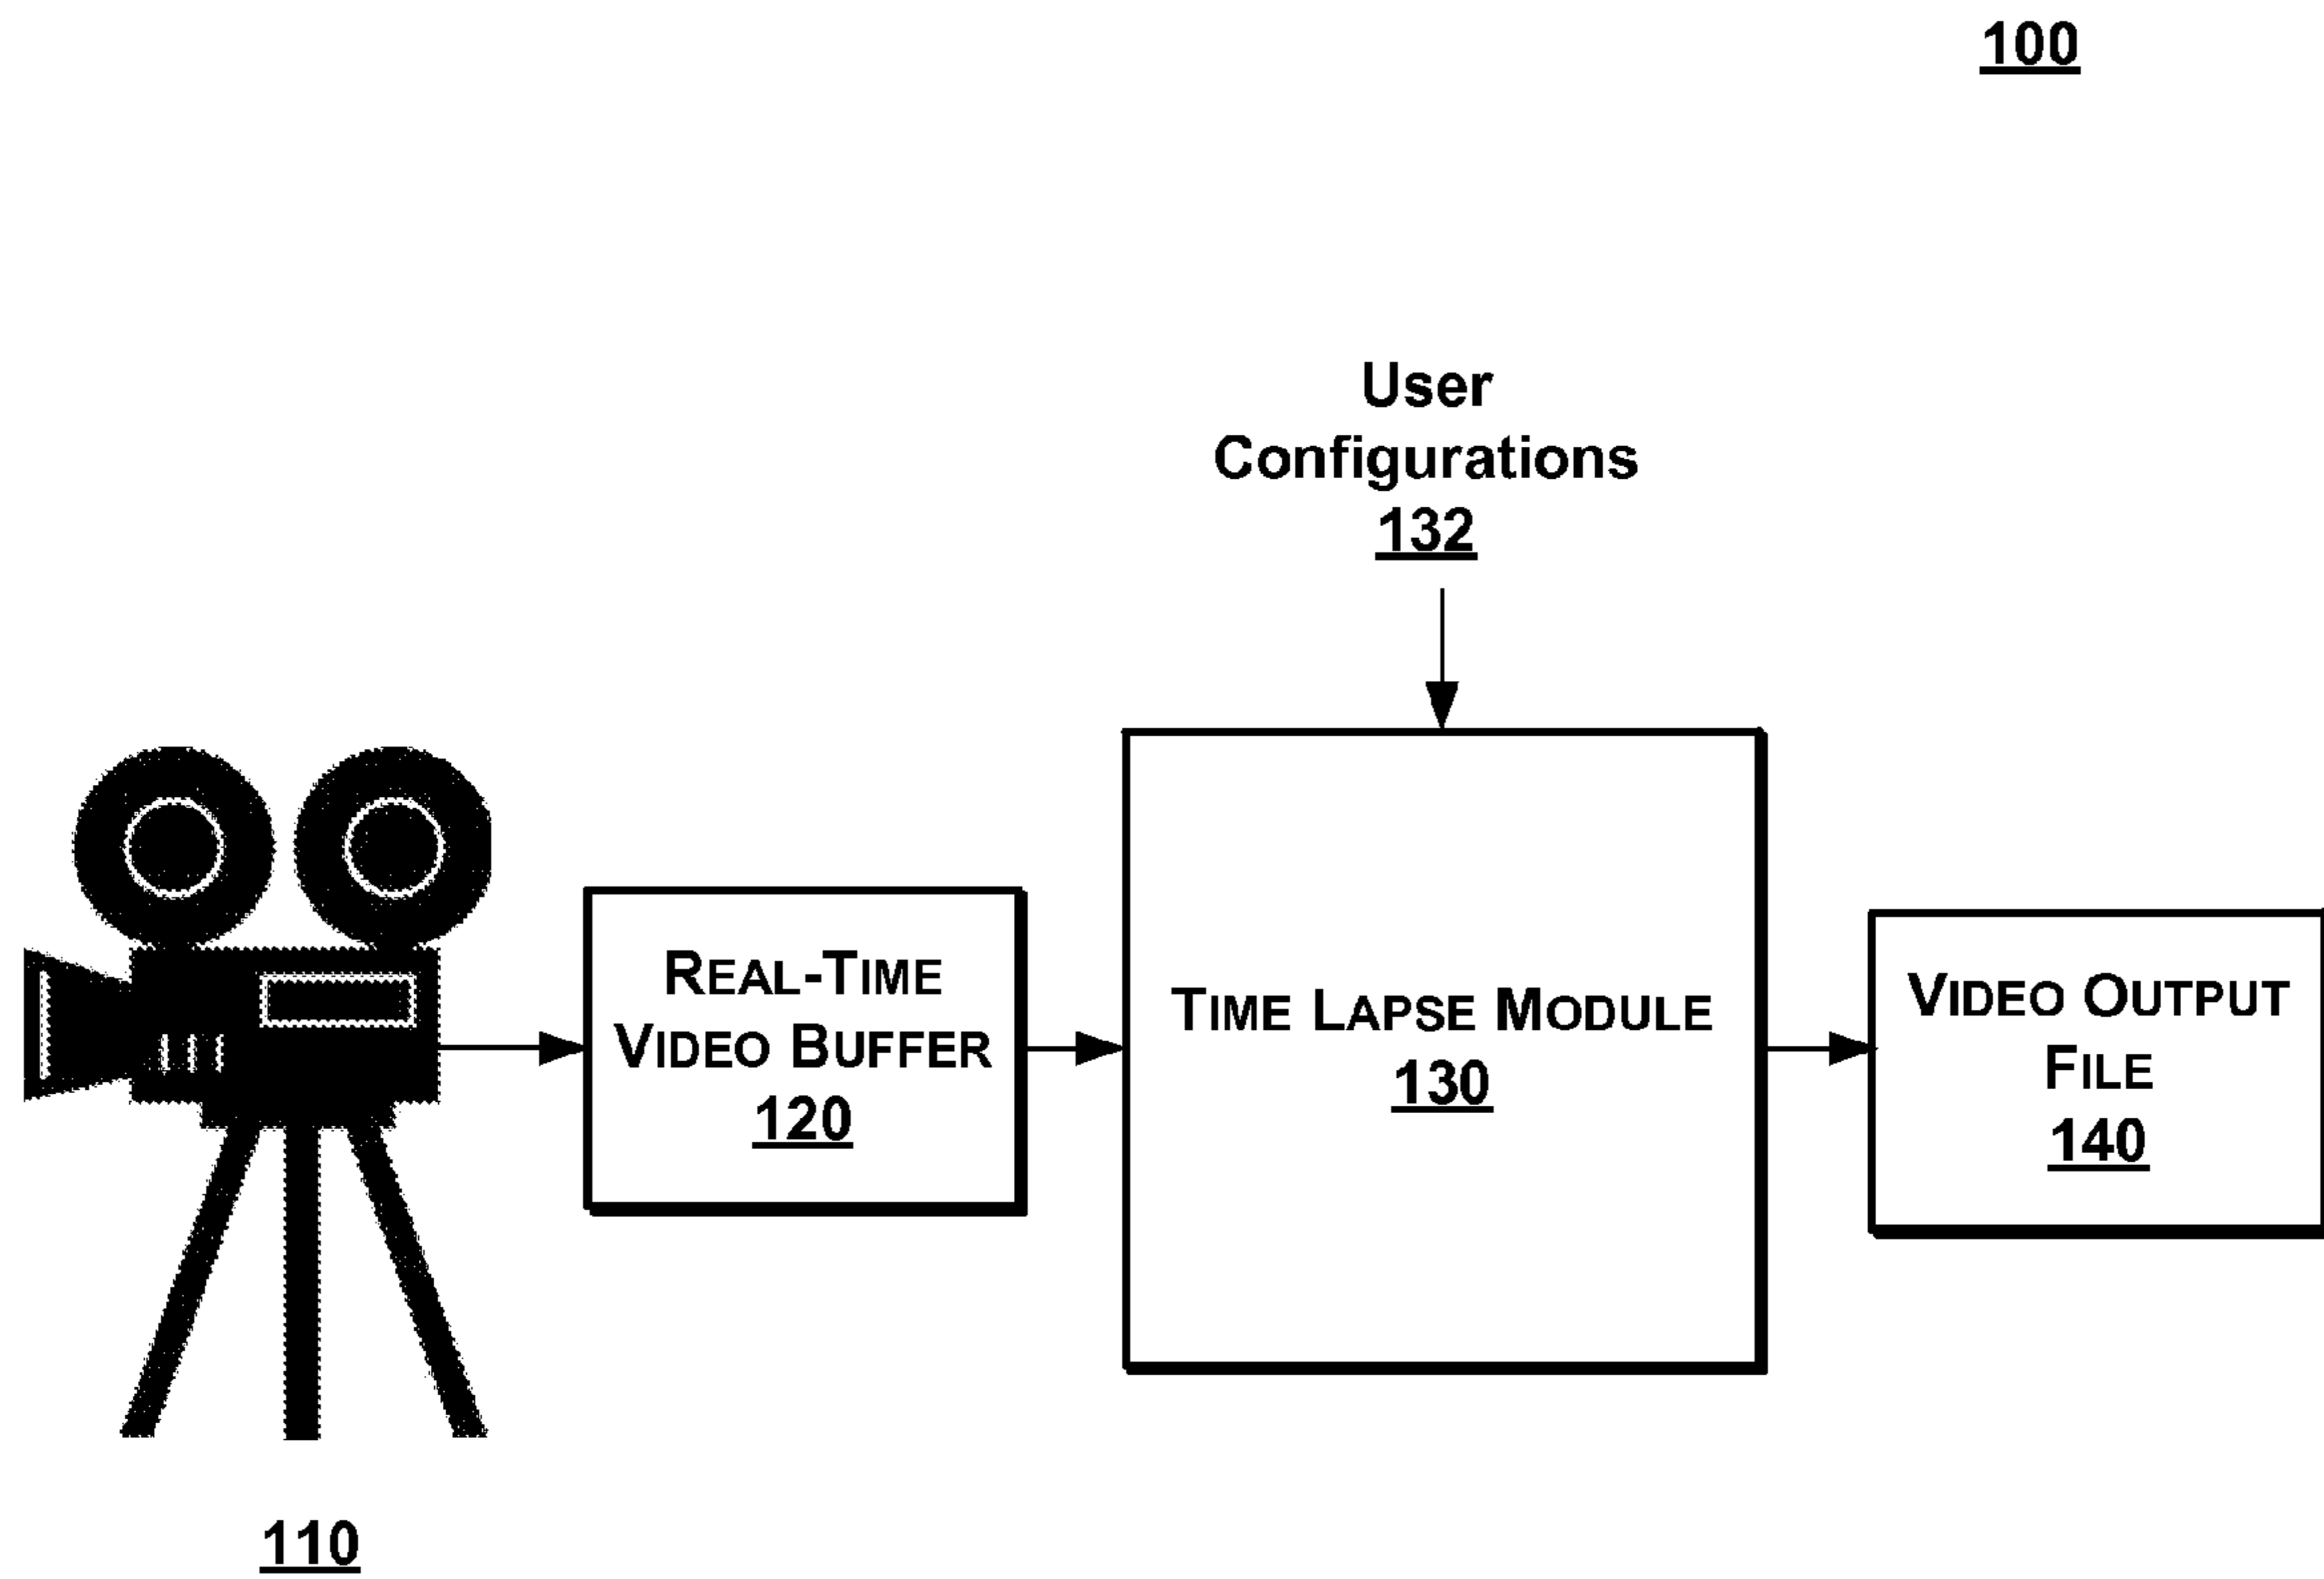 100
User
Configurations
132
REAL-TIME
VIDEO BUFFER
120
TIME LAPSE MODULE
130
VIDEO OUTPUT
FILE
140
110